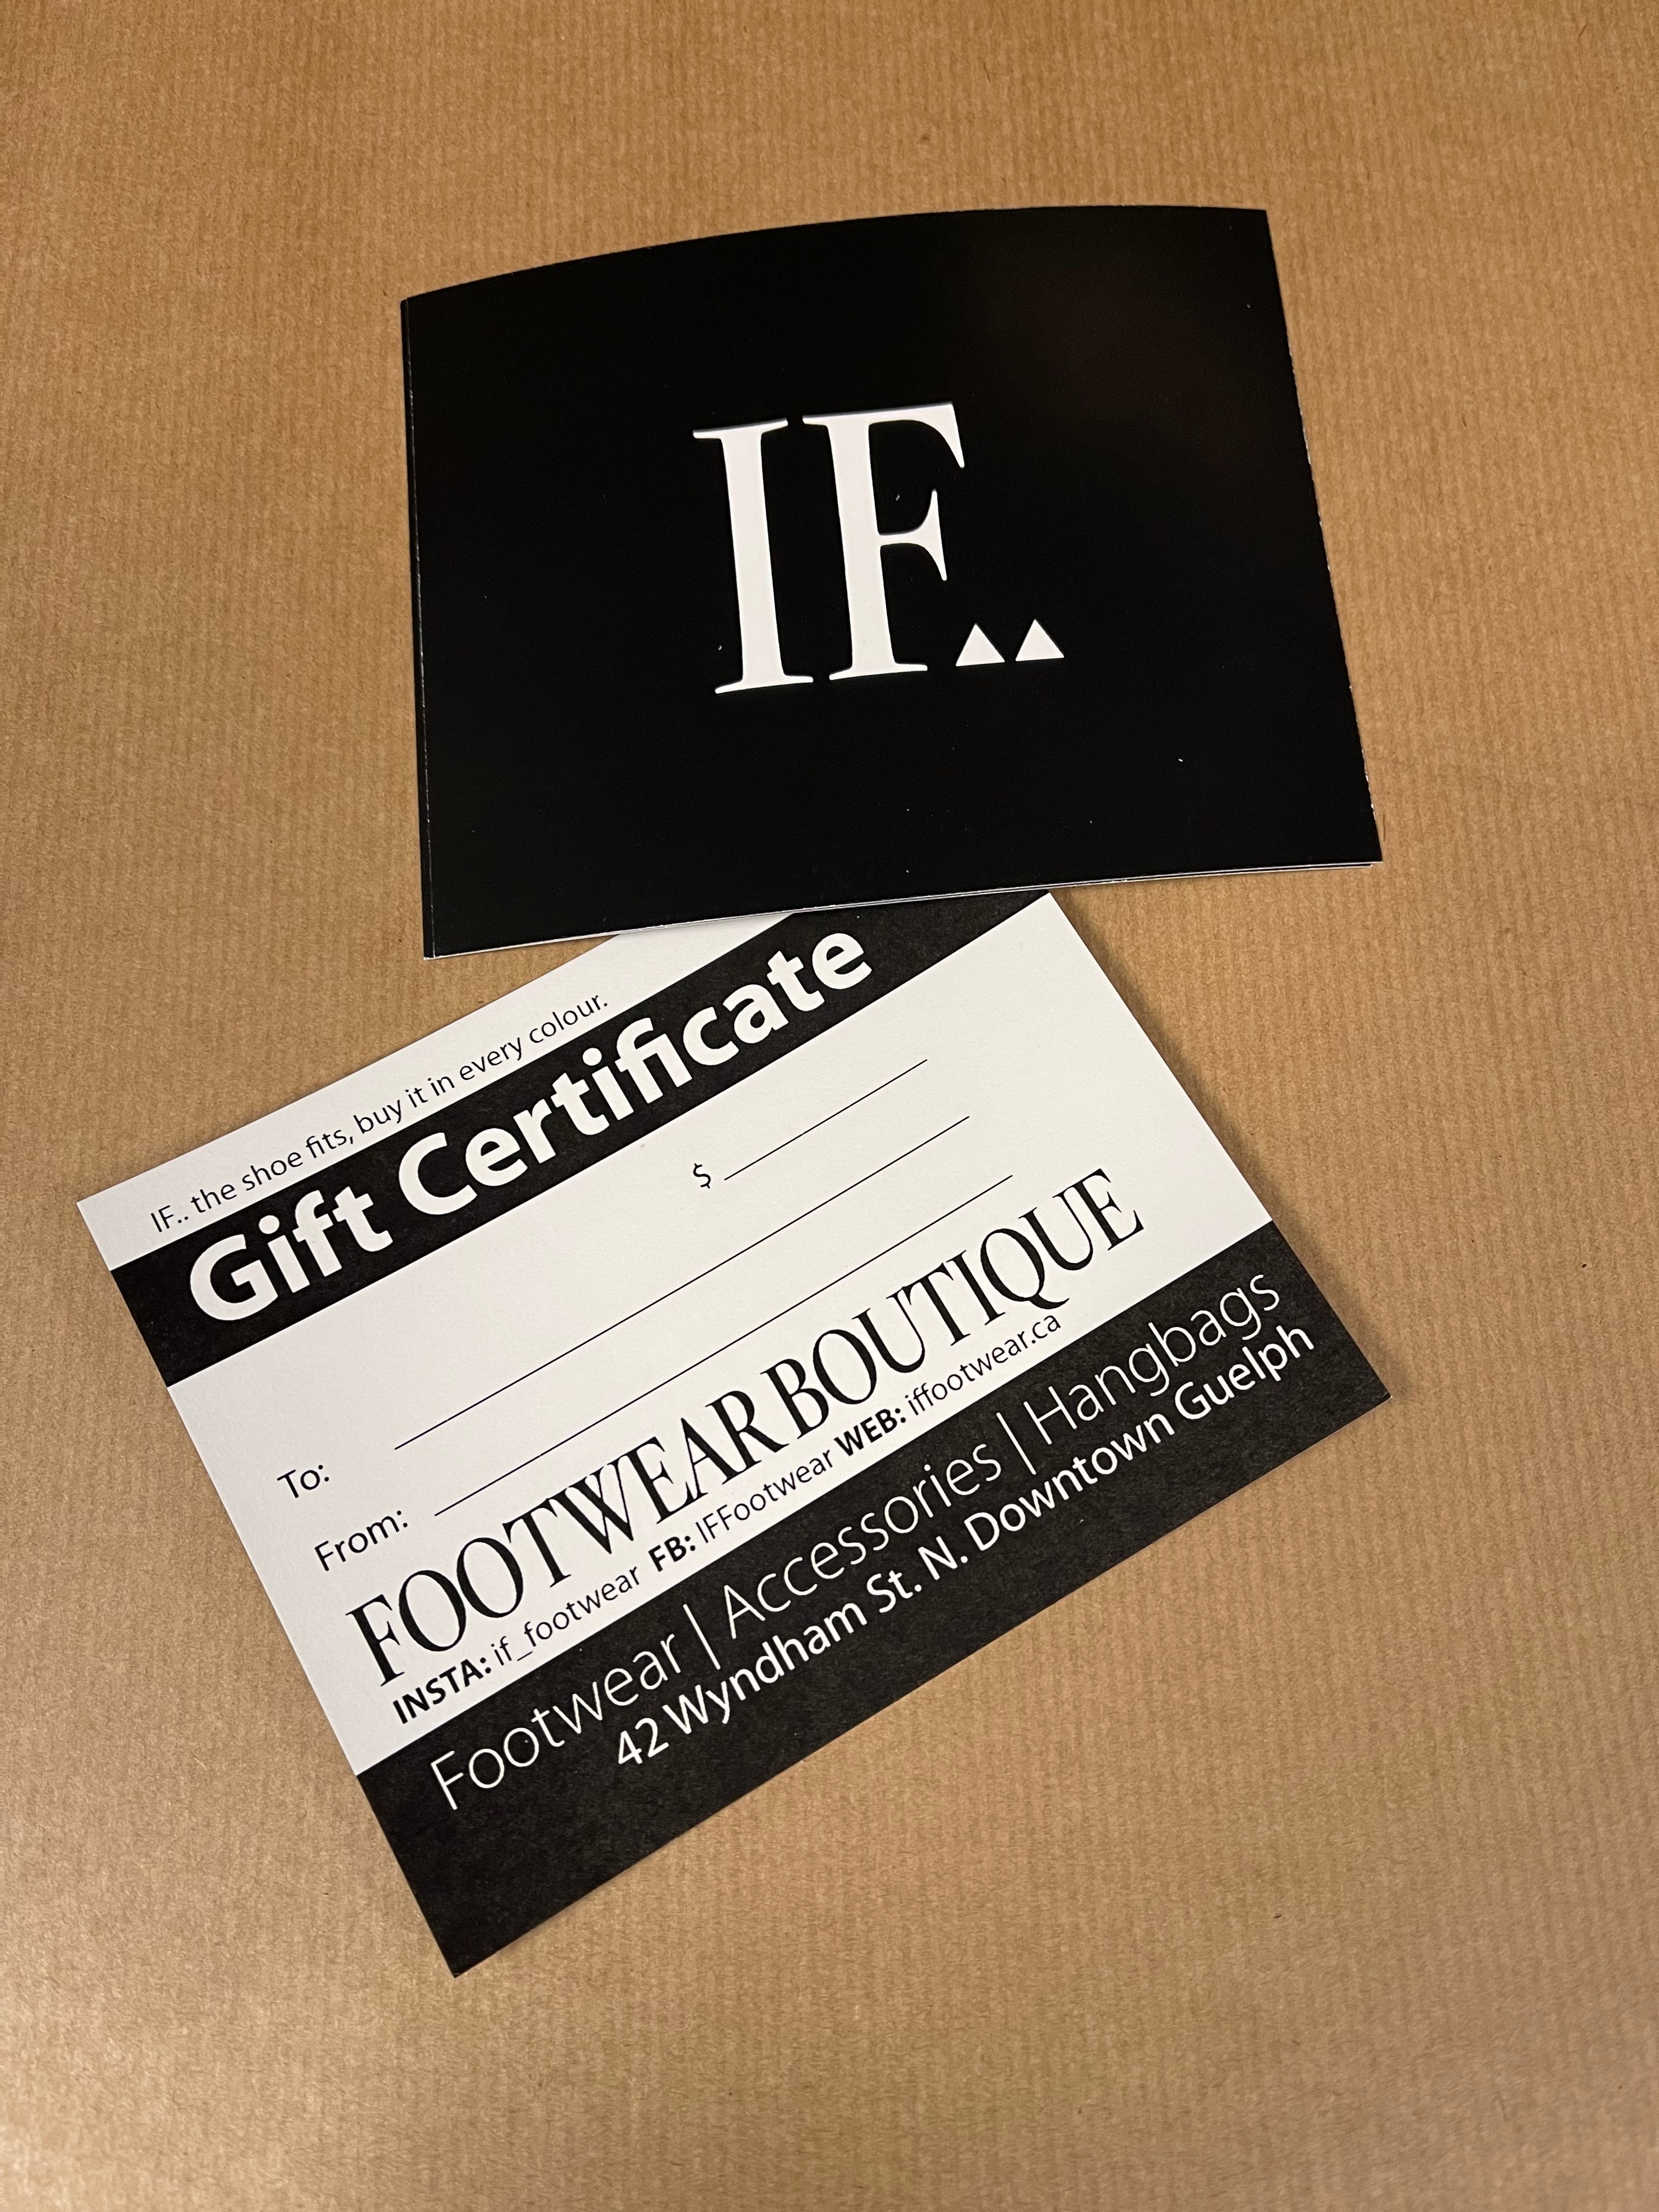 IF..
IF.. the shoe fits, buy it in every colour.
Gift Certificate
$
To:
From:
FOOTWEAR BOUTIQUE
INSTA: if_footwear FB: IFFootwear WEB: iffootwear.ca
Footwear | Accessories | Hangbags
42 Wyndham St. N. Downtown Guelph